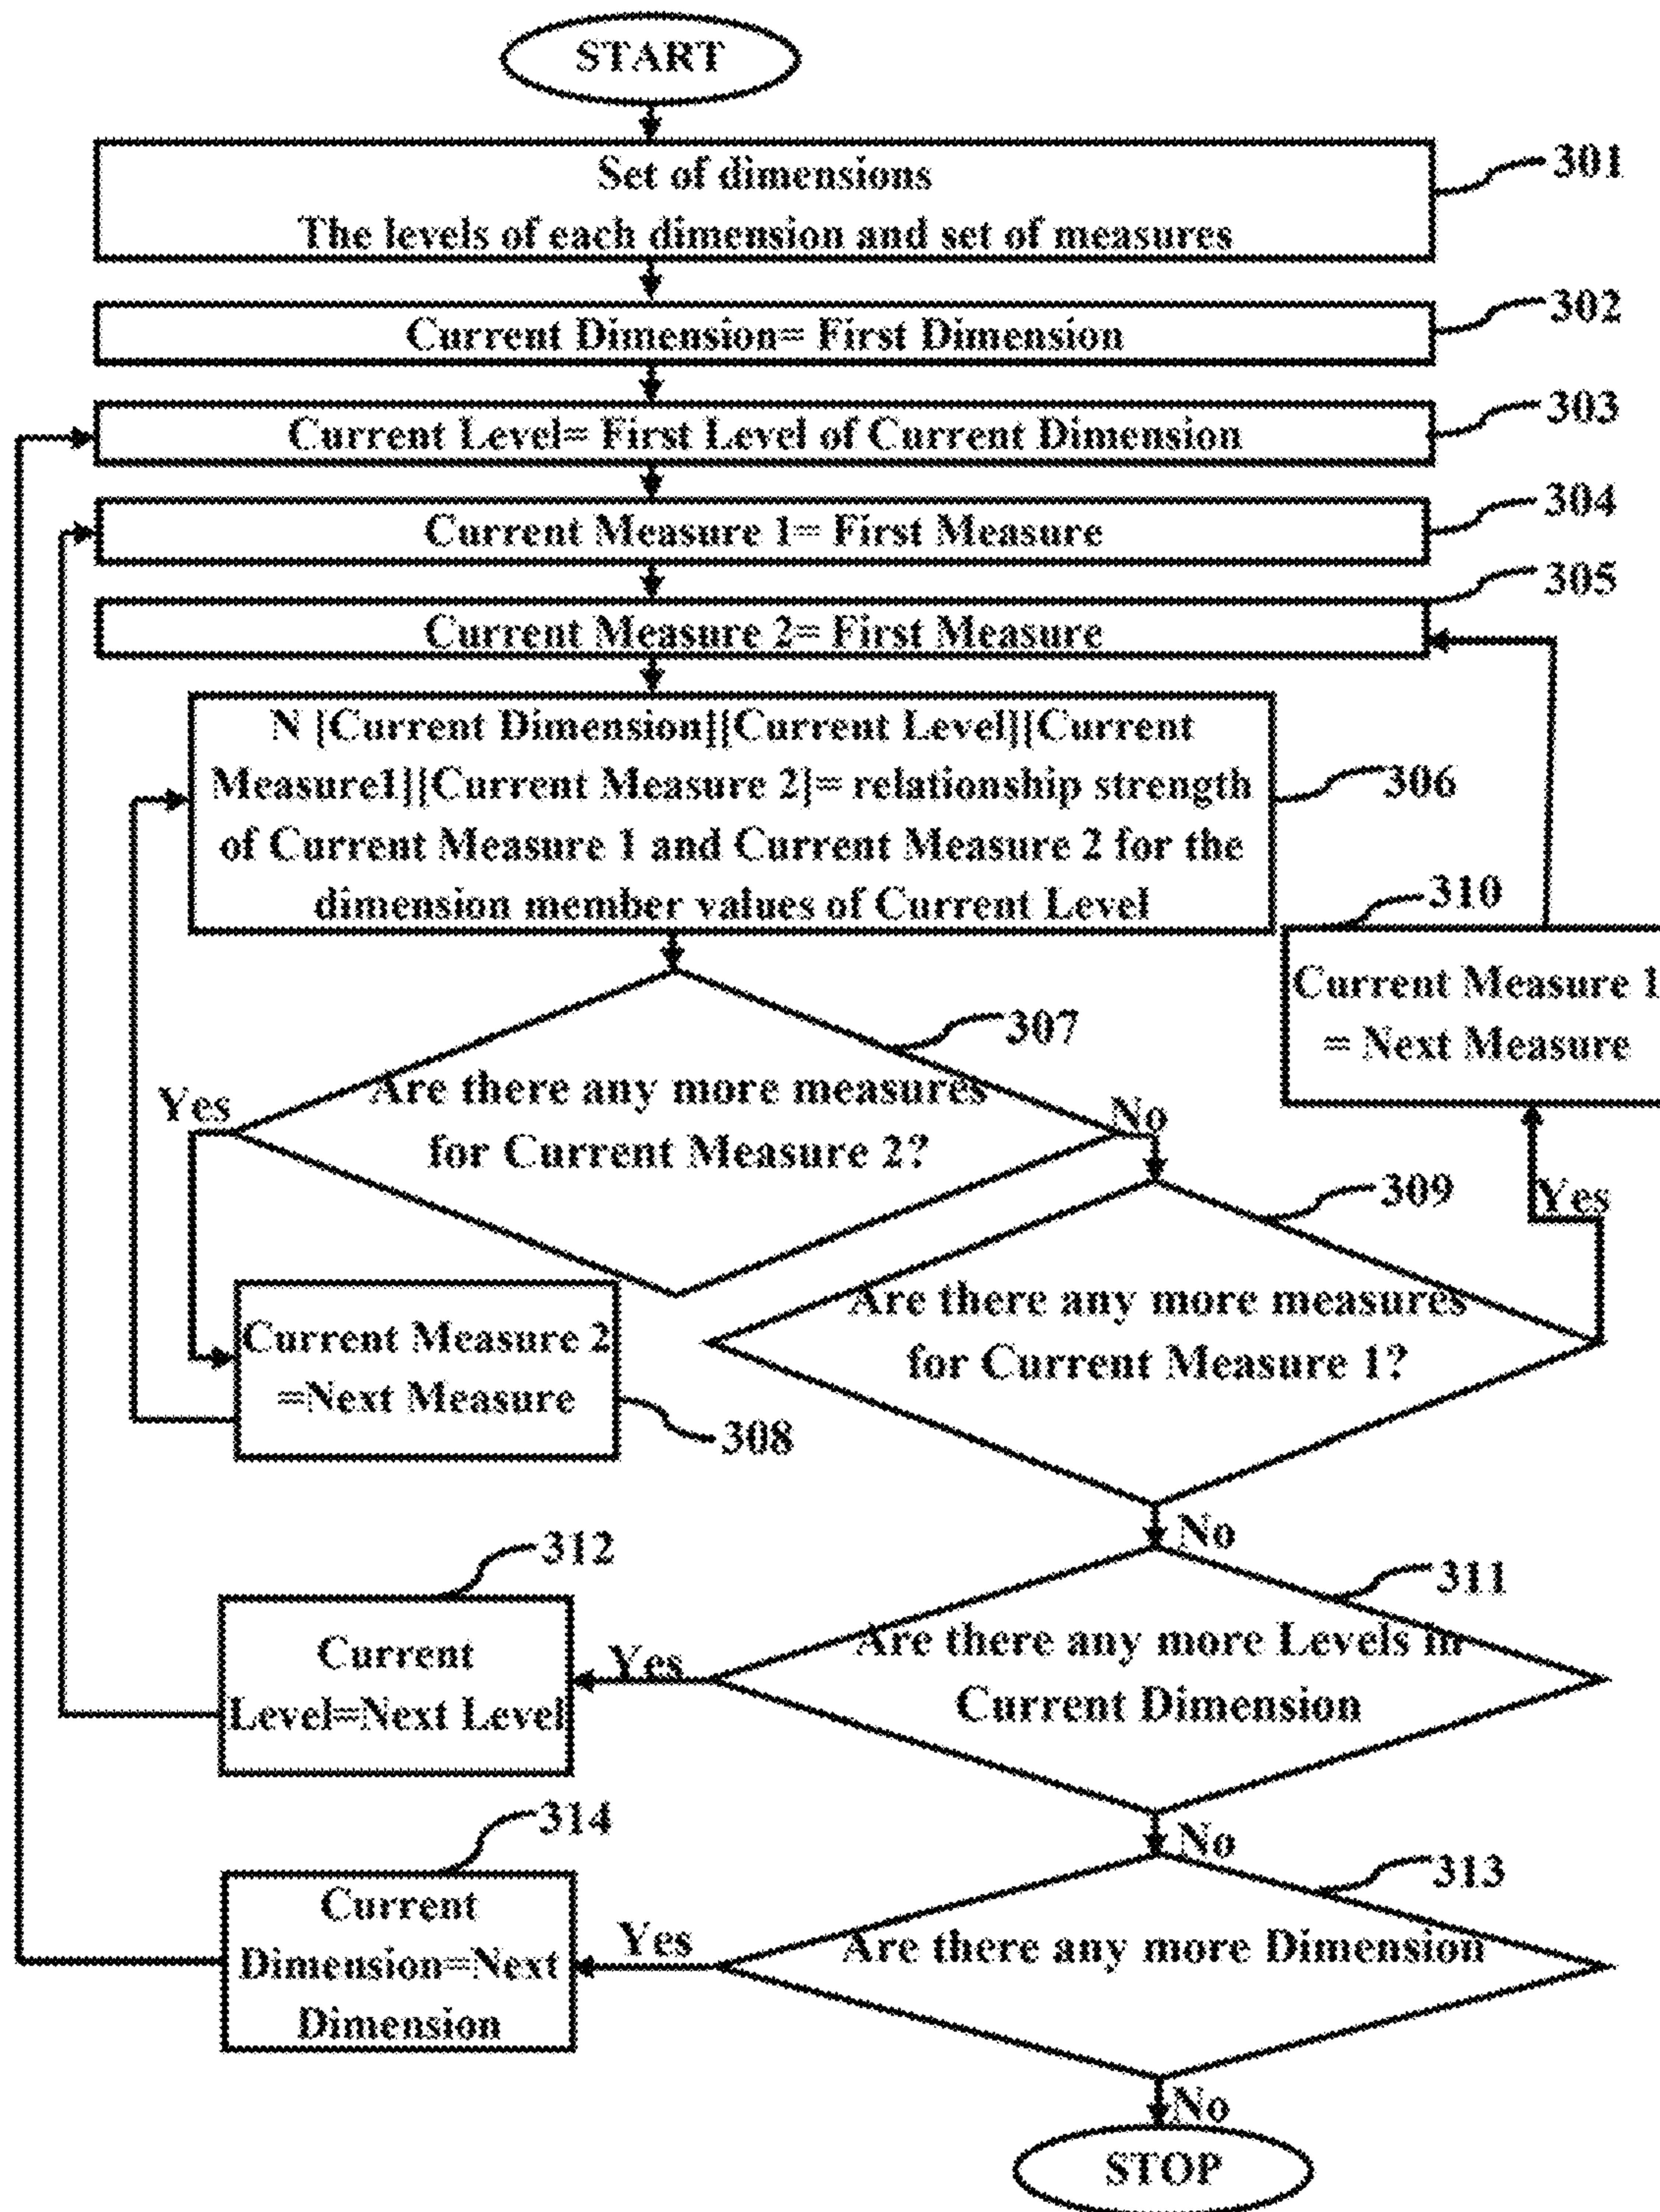 START
Set of dimensions
The levels of each dimension and set of measures
301
Current Dimension= First Dimension
302
Current Level= First Level of Current Dimension
303
Current Measure 1= First Measure
304
Current Measure 2= First Measure
305
N [Current Dimension][Current Level][Current
Measure1][Current Measure 2]= relationship strength
of Current Measure 1 and Current Measure 2 for the
dimension member values of Current Level
306
310
Current Measure 1
= Next Measure
307
Are there any more measures
for Current Measure 2?
Yes
No
309
Yes
Are there any more measures
for Current Measure 1?
Current Measure 2
=Next Measure
308
No
312
311
Current
Level=Next Level
Yes
Are there any more Levels in
Current Dimension
314
No
313
Current
Dimension=Next
Dimension
Yes
Are there any more Dimension
No
STOP